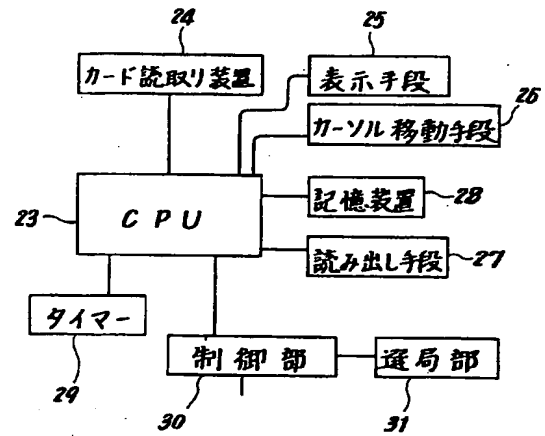 24
25
カード読取り装置
表示手段
26
カーソル移動手段
23
CPU
記憶装置
28
読み出し手段
27
タイマー
29
制御部
30
選局部
31